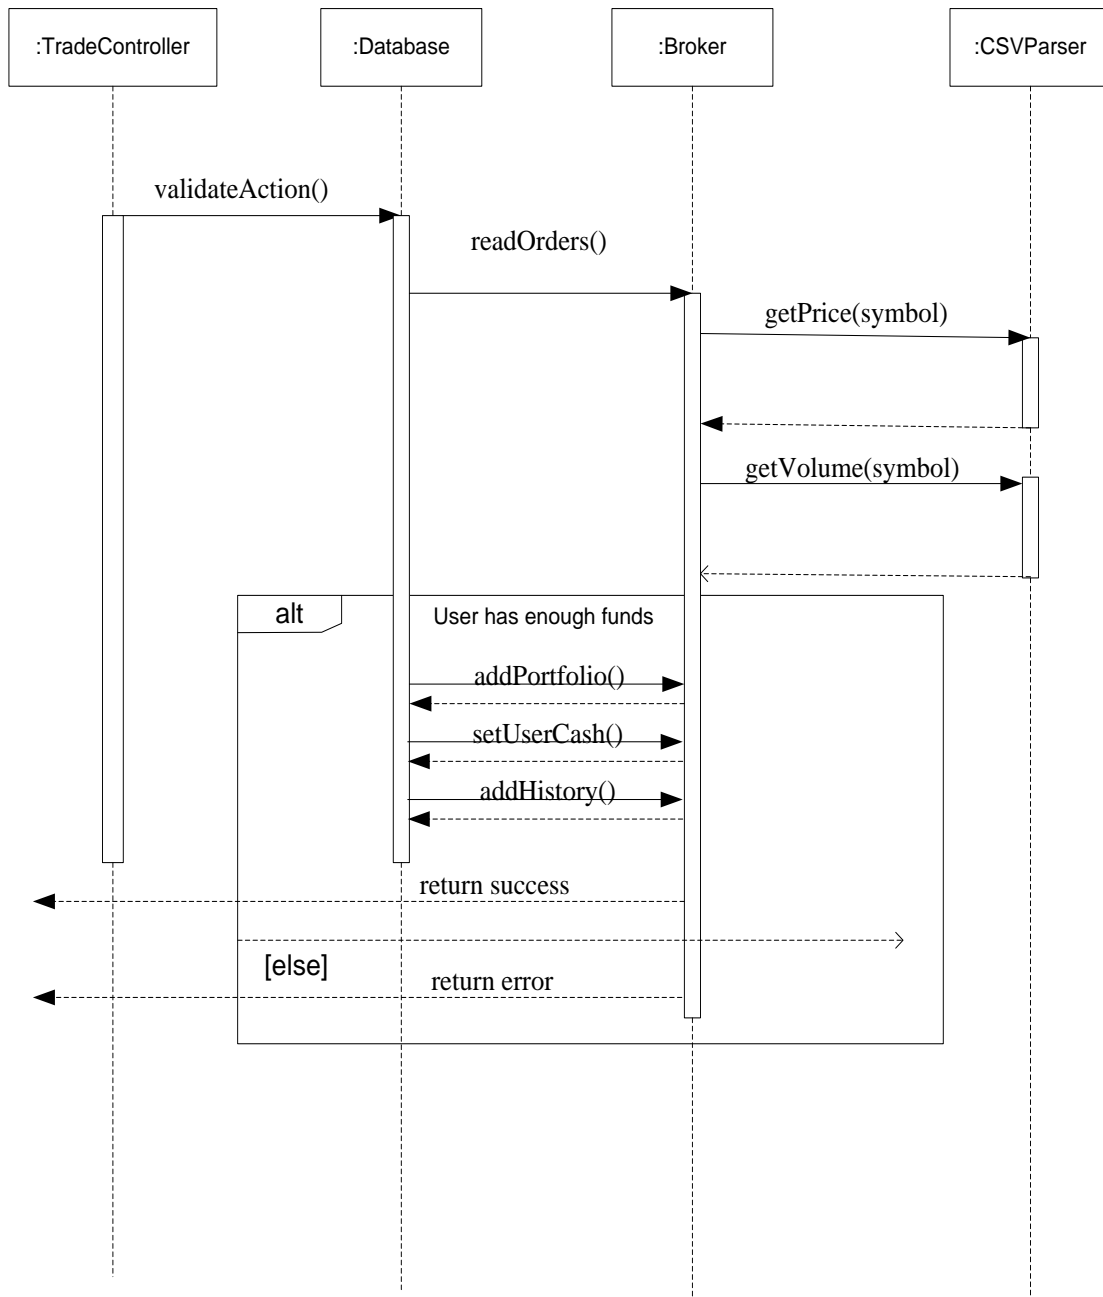 :TradeController
:Database
:Broker
:CSVParser
validateAction()
readOrders()
getPrice(symbol)
getVolume(symbol)
alt
User has enough funds
addPortfolio()
setUserCash()
addHistory()
return success
[else]
return error